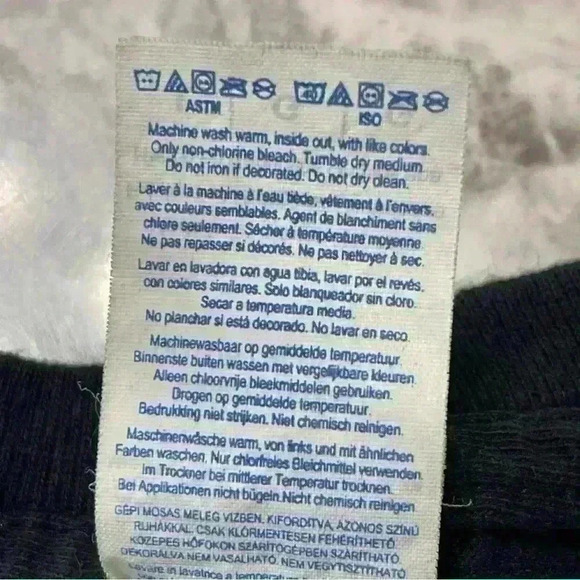 ASTM ISO
Machine wash warm, inside out, with like colors.
Only non-chlorine bleach. Tumble dry medium.
Do not iron if decorated. Do not dry clean.
Laver à la machine à l'eau tiède, vêtement à l'envers,
avec couleurs semblables. Agent de blanchiment sans
chlore seulement. Sécher à température moyenne.
Ne pas repasser si décorés. Ne pas nettoyer à sec.
Lavar en lavadora con agua tibia, lavar por el revés,
con colores similares. Solo blanqueador sin cloro.
Secar a temperatura media.
No planchar si está decorado. No lavar en seco.
Machinewasbaar op gemiddelde temperatuur.
Binnenste buiten wassen met vergelijkbare kleuren.
Alleen chloorvrije bleekmiddelen gebruiken.
Drogen op gemiddelde temperatuur.
Bedrukking niet strijken. Niet chemisch reinigen.
Maschinenwäsche warm, von links und mit ähnlichen
Farben waschen. Nur chlorfreies Bleichmittel verwenden.
Im Trockner bei mittlerer Temperatur trocknen.
Bei Applikationen nicht bügeln. Nicht chemisch reinigen.
GÉPI MOSÁS MELEG VÍZBEN, KIFORDÍTVA, AZONOS SZÍNŰ
RUHÁKKAL. CSAK KLÓRMENTESEN FEHÉRÍTHETŐ.
KÖZEPES HŐFOKON SZÁRÍTÓGÉPBEN SZÁRÍTHATÓ.
DEKORÁLVA NEM VASALHATÓ. NEM VEGYTISZTÍTHATÓ
in lavatrice a